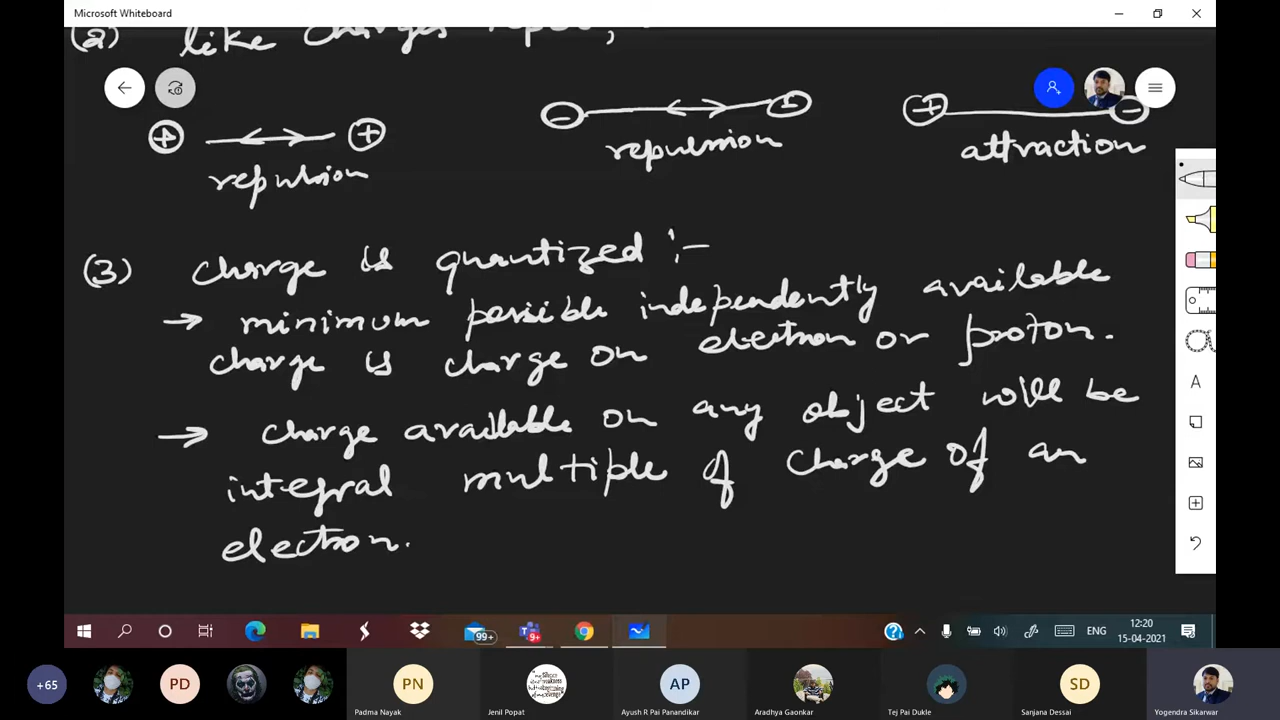 Microsoft Whiteboard
(2) like charges repel,
repulsion
repulsion
attraction
(3) charge is quantized :-
→ minimum possible independently available
charge is charge on electron or proton.
→ charge available on any object will be
integral multiple of charge of an
electron.
A
99+
9+
ENG
12:20
15-04-2021
+65
PD
PN
AP
SD
Padma Nayak
Jenil Popat
Ayush R Pai Panandikar
Aradhya Gaonkar
Tej Pai Dukle
Sanjana Dessai
Yogendra Sikarwar